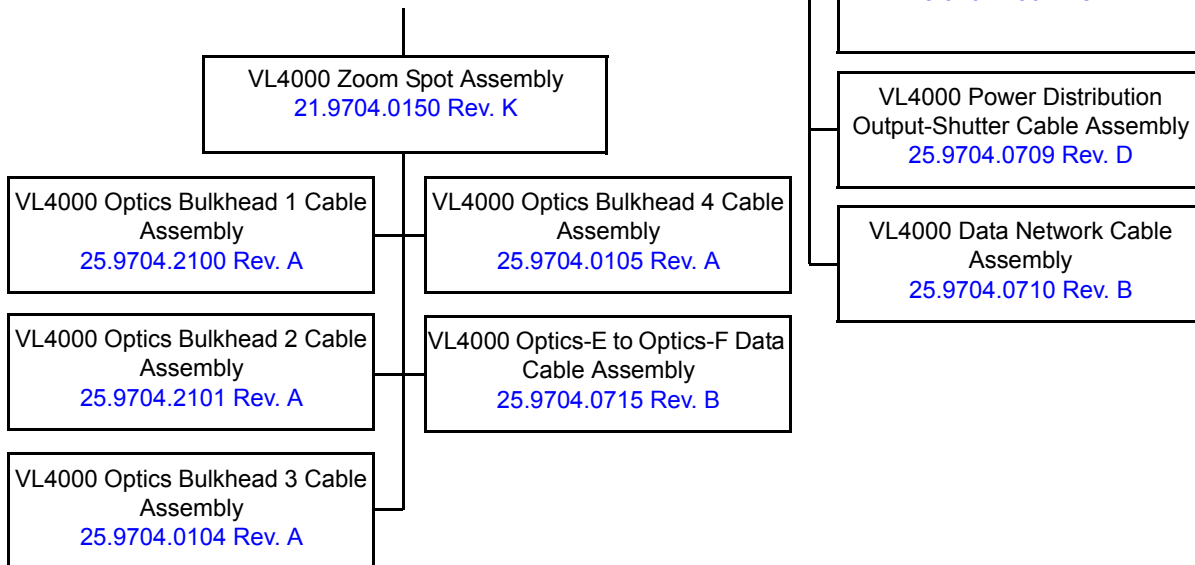 VL4000 Zoom Spot Assembly
21.9704.0150 Rev. K
VL4000 Optics Bulkhead 1 Cable
Assembly
25.9704.2100 Rev. A
VL4000 Optics Bulkhead 4 Cable
Assembly
25.9704.0105 Rev. A
VL4000 Optics Bulkhead 2 Cable
Assembly
25.9704.2101 Rev. A
VL4000 Optics-E to Optics-F Data
Cable Assembly
25.9704.0715 Rev. B
VL4000 Optics Bulkhead 3 Cable
Assembly
25.9704.0104 Rev. A
VL4000 Power Distribution
Output-Shutter Cable Assembly
25.9704.0709 Rev. D
VL4000 Data Network Cable
Assembly
25.9704.0710 Rev. B